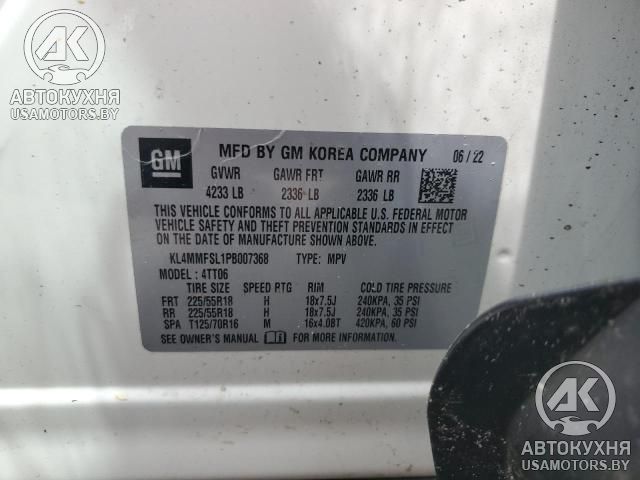 AK
АВТОКУХНЯ
USAMOTORS.BY
GM
MFD BY GM KOREA COMPANY 06 / 22
GVWR GAWR FRT GAWR RR
4233 LB 2336 LB 2336 LB
THIS VEHICLE CONFORMS TO ALL APPLICABLE U.S. FEDERAL MOTOR
VEHICLE SAFETY AND THEFT PREVENTION STANDARDS IN EFFECT ON
THE DATE OF MANUFACTURE SHOWN ABOVE.
KL4MMFSL1PB007368 TYPE: MPV
MODEL : 4TT06
TIRE SIZE SPEED RTG RIM COLD TIRE PRESSURE
FRT 225/55R18 H 18x7.5J 240KPA, 35 PSI
RR 225/55R18 H 18x7.5J 240KPA, 35 PSI
SPA T125/70R16 M 16x4.0BT 420KPA, 60 PSI
SEE OWNER'S MANUAL FOR MORE INFORMATION.
AK
АВТОКУХНЯ
USAMOTORS.BY